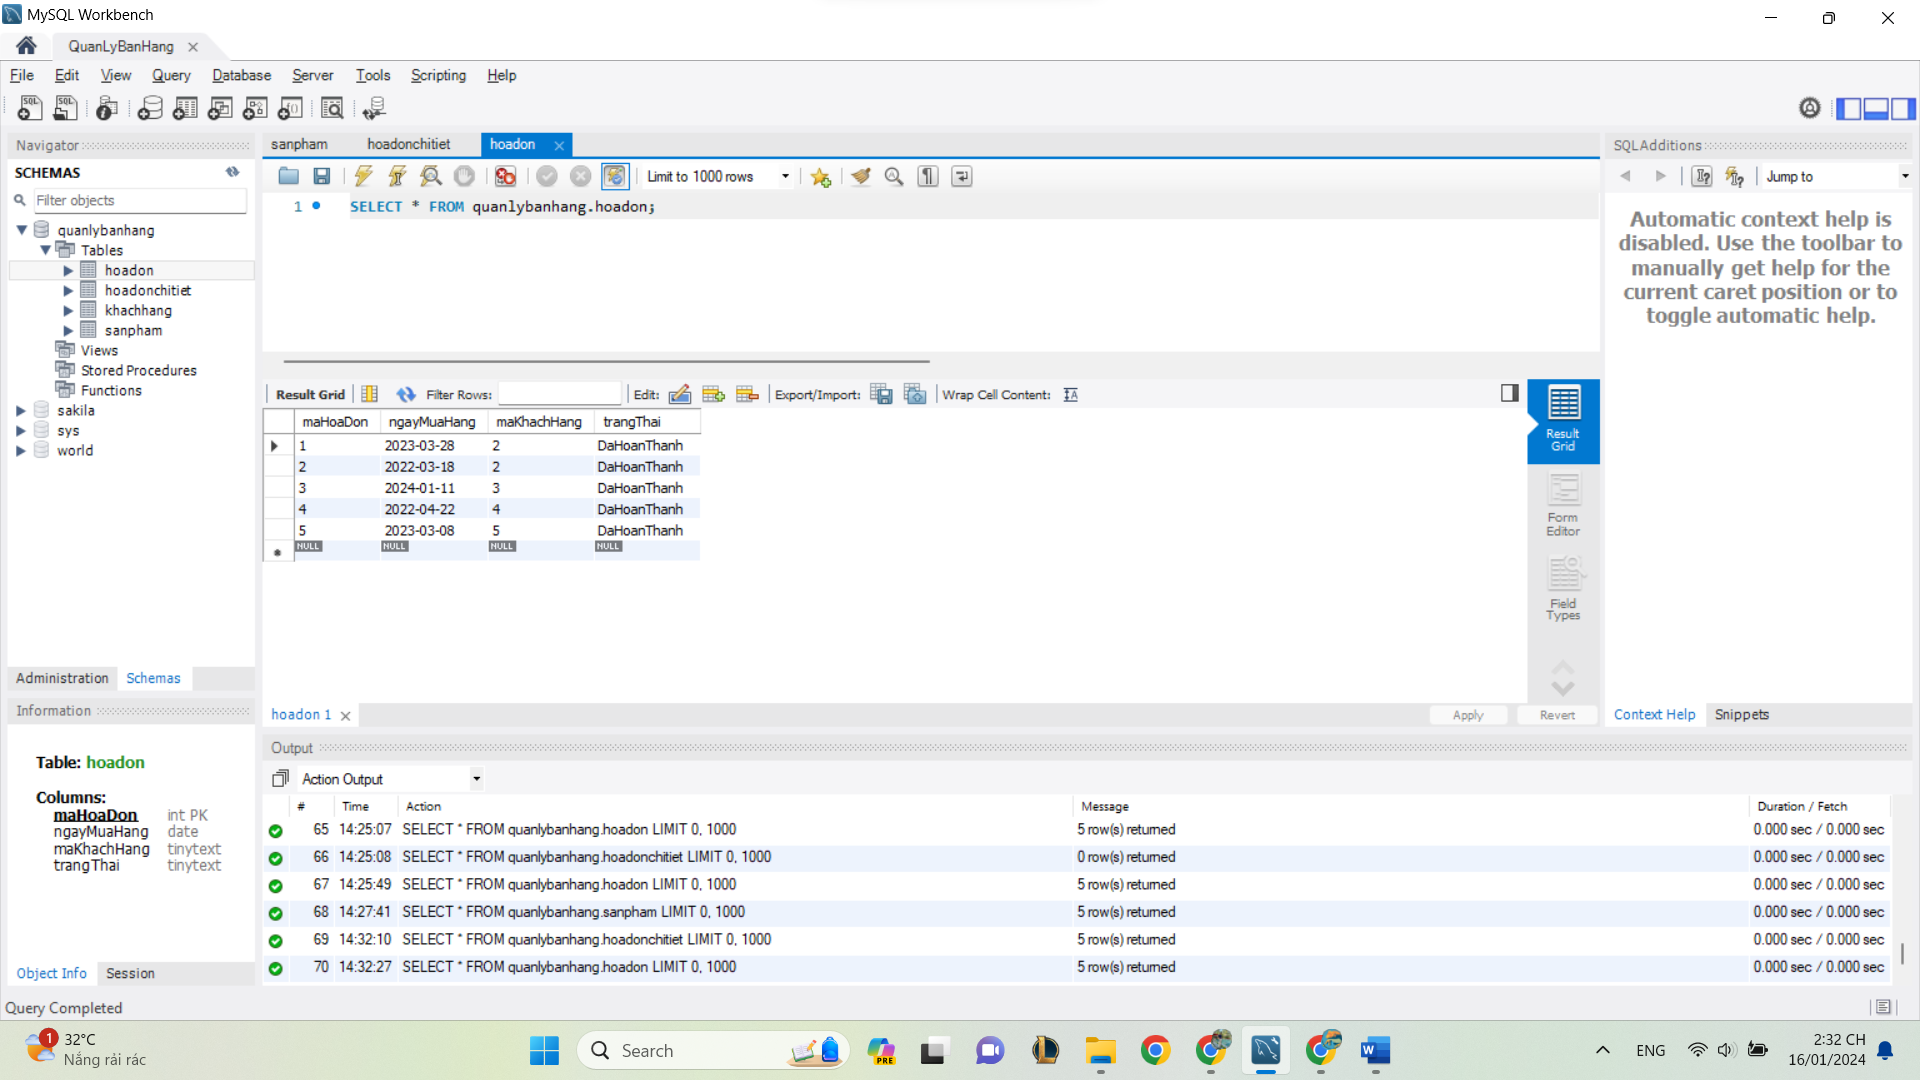 MySQL Workbench
QuanLyBanHang
File Edit View Query Database Server Tools Scripting Help
Navigator
SCHEMAS
Filter objects
quanlybanhang
Tables
hoadon
hoadonchitiet
khachhang
sanpham
Views
Stored Procedures
Functions
sakila
sys
world
Administration Schemas
Information
Table: hoadon
Columns:
maHoaDon int PK
ngayMuaHang date
maKhachHang tinytext
trangThai tinytext
Object Info Session
Query Completed
sanpham hoadonchitiet hoadon
Limit to 1000 rows
1 SELECT * FROM quanlybanhang.hoadon;
Result Grid Filter Rows: Edit: Export/Import: Wrap Cell Content:
maHoaDon ngayMuaHang maKhachHang trangThai
1 2023-03-28 2 DaHoanThanh
2 2022-03-18 2 DaHoanThanh
3 2024-01-11 3 DaHoanThanh
4 2022-04-22 4 DaHoanThanh
5 2023-03-08 5 DaHoanThanh
NULL NULL NULL NULL
Result
Grid
Form
Editor
Field
Types
hoadon 1
Apply Revert
SQLAdditions
Jump to
Automatic context help is
disabled. Use the toolbar to
manually get help for the
current caret position or to
toggle automatic help.
Context Help Snippets
Output
Action Output
# Time Action Message Duration / Fetch
65 14:25:07 SELECT * FROM quanlybanhang.hoadon LIMIT 0, 1000 5 row(s) returned 0.000 sec / 0.000 sec
66 14:25:08 SELECT * FROM quanlybanhang.hoadonchitiet LIMIT 0, 1000 0 row(s) returned 0.000 sec / 0.000 sec
67 14:25:49 SELECT * FROM quanlybanhang.hoadon LIMIT 0, 1000 5 row(s) returned 0.000 sec / 0.000 sec
68 14:27:41 SELECT * FROM quanlybanhang.sanpham LIMIT 0, 1000 5 row(s) returned 0.000 sec / 0.000 sec
69 14:32:10 SELECT * FROM quanlybanhang.hoadonchitiet LIMIT 0, 1000 5 row(s) returned 0.000 sec / 0.000 sec
70 14:32:27 SELECT * FROM quanlybanhang.hoadon LIMIT 0, 1000 5 row(s) returned 0.000 sec / 0.000 sec
1
32°C
Nắng rải rác
Search
PRE
ENG
2:32 CH
16/01/2024